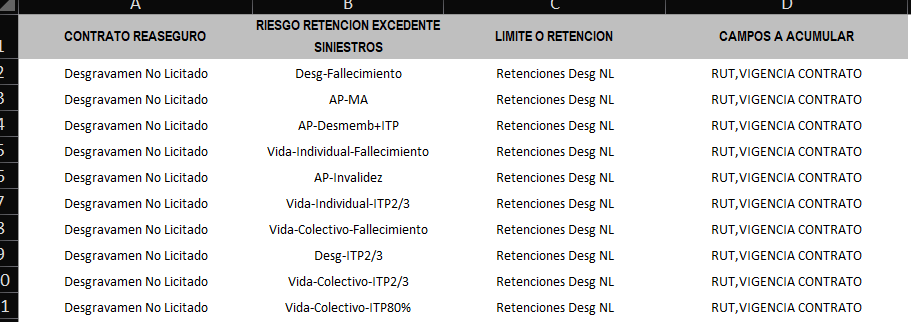 A B C D
1 CONTRATO REASEGURO RIESGO RETENCION EXCEDENTE SINIESTROS LIMITE O RETENCION CAMPOS A ACUMULAR
2 Desgravamen No Licitado Desg-Fallecimiento Retenciones Desg NL RUT,VIGENCIA CONTRATO
3 Desgravamen No Licitado AP-MA Retenciones Desg NL RUT,VIGENCIA CONTRATO
4 Desgravamen No Licitado AP-Desmemb+ITP Retenciones Desg NL RUT,VIGENCIA CONTRATO
5 Desgravamen No Licitado Vida-Individual-Fallecimiento Retenciones Desg NL RUT,VIGENCIA CONTRATO
6 Desgravamen No Licitado AP-Invalidez Retenciones Desg NL RUT,VIGENCIA CONTRATO
7 Desgravamen No Licitado Vida-Individual-ITP2/3 Retenciones Desg NL RUT,VIGENCIA CONTRATO
8 Desgravamen No Licitado Vida-Colectivo-Fallecimiento Retenciones Desg NL RUT,VIGENCIA CONTRATO
9 Desgravamen No Licitado Desg-ITP2/3 Retenciones Desg NL RUT,VIGENCIA CONTRATO
0 Desgravamen No Licitado Vida-Colectivo-ITP2/3 Retenciones Desg NL RUT,VIGENCIA CONTRATO
1 Desgravamen No Licitado Vida-Colectivo-ITP80% Retenciones Desg NL RUT,VIGENCIA CONTRATO